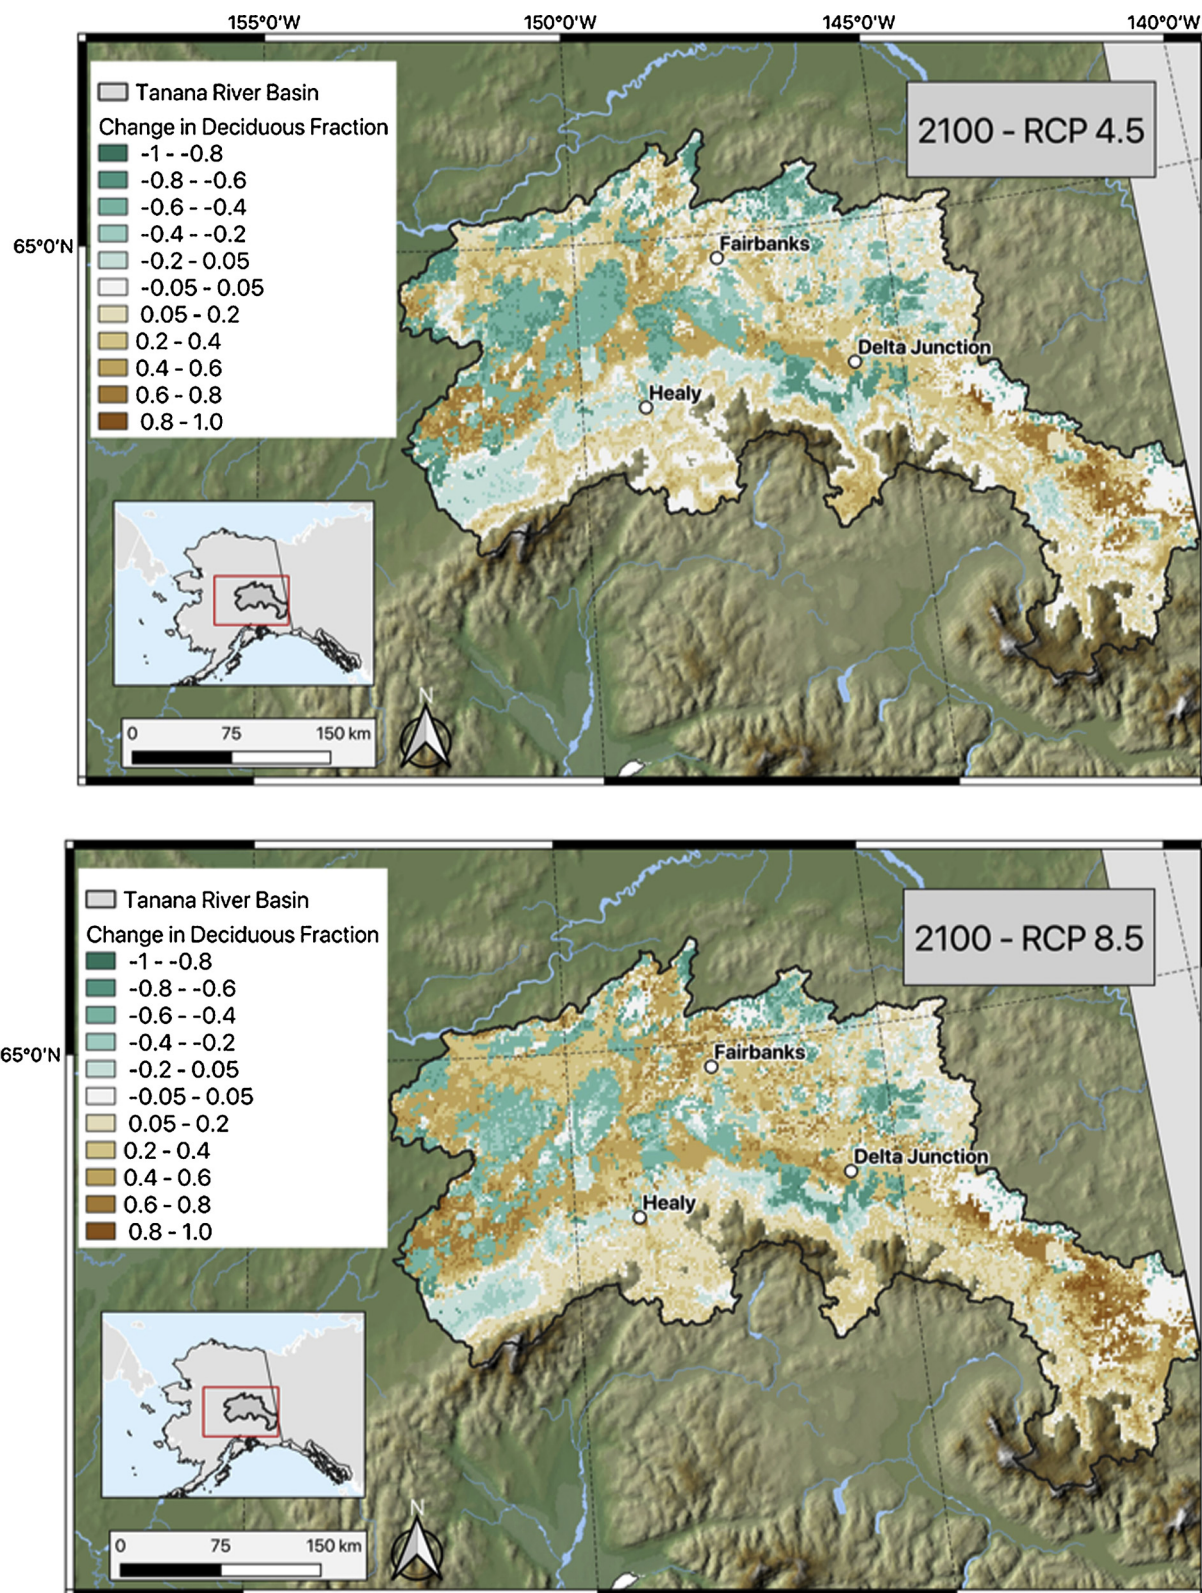 155°0'W 150°0'W 145°0'W 140°0'W
2100 - RCP 4.5
Tanana River Basin
Change in Deciduous Fraction
-1 - -0.8
-0.8 - -0.6
-0.6 - -0.4
-0.4 - -0.2
-0.2 - 0.05
-0.05 - 0.05
0.05 - 0.2
0.2 - 0.4
0.4 - 0.6
0.6 - 0.8
0.8 - 1.0
65°0'N
Fairbanks
Delta Junction
Healy
N
0 75 150 km
2100 - RCP 8.5
Tanana River Basin
Change in Deciduous Fraction
-1 - -0.8
-0.8 - -0.6
-0.6 - -0.4
-0.4 - -0.2
-0.2 - 0.05
-0.05 - 0.05
0.05 - 0.2
0.2 - 0.4
0.4 - 0.6
0.6 - 0.8
0.8 - 1.0
65°0'N
Fairbanks
Delta Junction
Healy
N
0 75 150 km